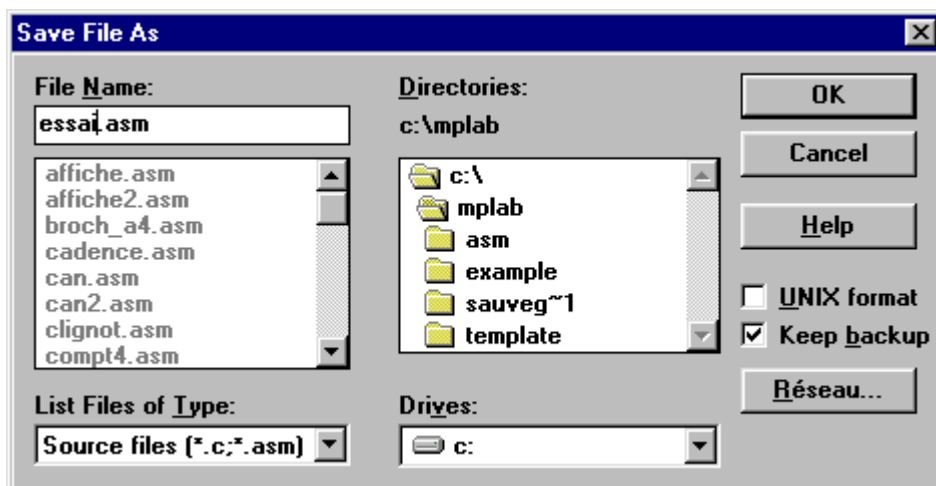 Save File As
File Name:
essai.asm
affiche.asm
affiche2.asm
broch_a4.asm
cadence.asm
can.asm
can2.asm
clignot.asm
compt4.asm
List Files of Type:
Source files (*.c;*.asm)
Directories:
c:\mplab
c:\
mplab
asm
example
sauveg~1
template
Drives:
c:
OK
Cancel
Help
UNIX format
Keep backup
Réseau...